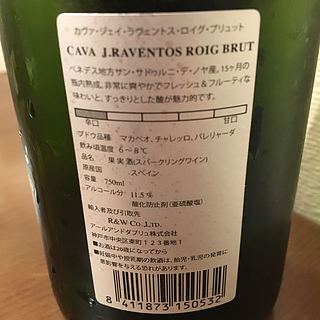 カヴァ・ジェイ・ラヴェントス・ロイグ・ブリュット
CAVA J.RAVENTÓS ROIG BRUT
ペネデス地方サン・サドゥルニ・デ・ノヤ産。15ヶ月の
瓶内熟成。非常に爽やかでフレッシュ＆フルーティな
味わいと、すっきりとした酸が魅力的です。
辛口 甘口
ブドウ品種 マカベオ、チャレッロ、パレリャーダ
飲み頃温度 6～8℃
品名 果実酒(スパークリングワイン)
原産国 スペイン
容量 750ml
アルコール分 11.5%
酸化防止剤(亜硫酸塩)
輸入者及び引取先
R&W Co.,Ltd.
アールアンドダブリュ株式会社
神戸市中央区東町123番地1
■お酒は20歳になってから
■妊娠中や授乳期の飲酒は、胎児・乳児の発育に
悪影響を与える恐れがあります。
8 411873 150532